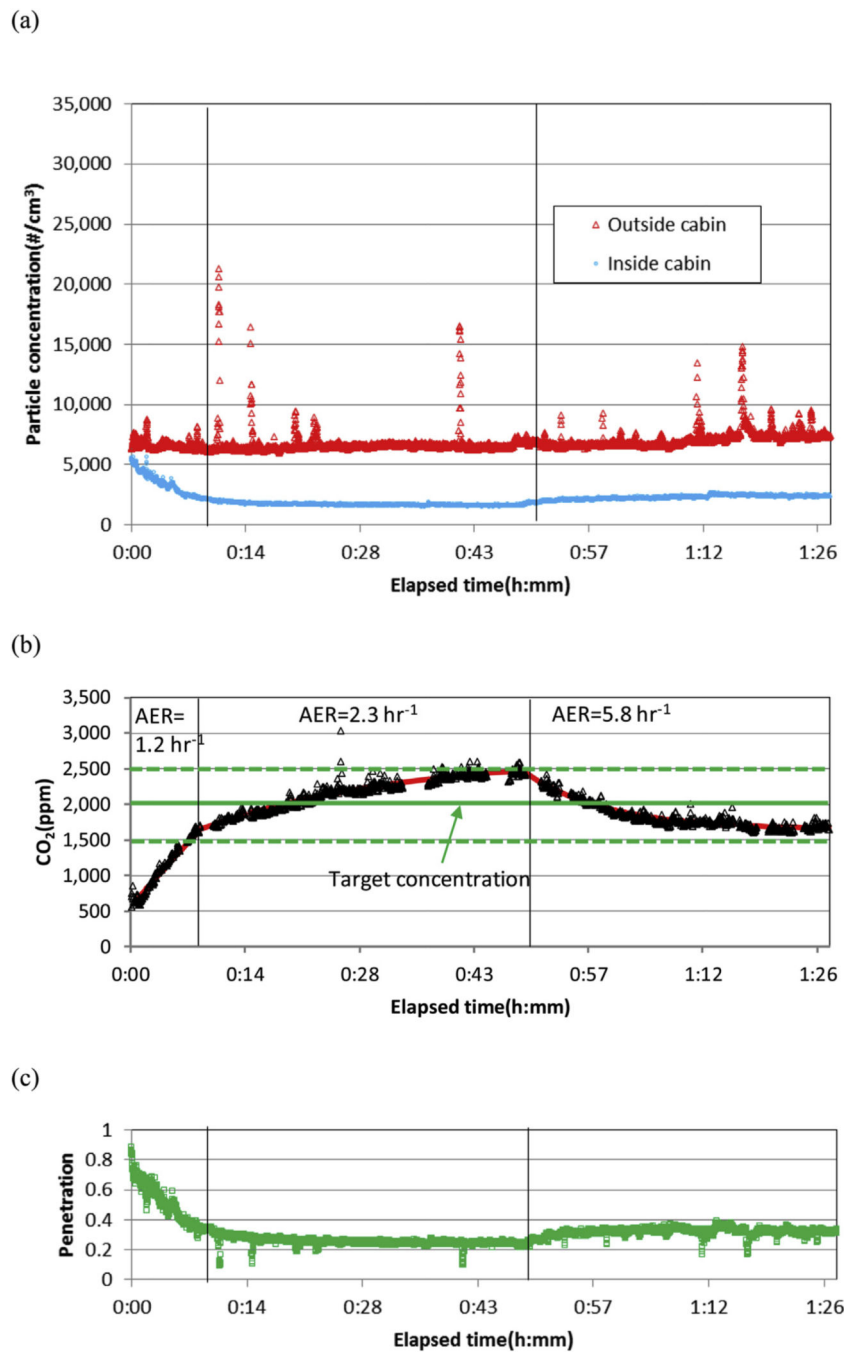 (a)
35,000
30,000
25,000
20,000
15,000
10,000
5,000
0
Particle concentration(#/cm³)
Outside cabin
Inside cabin
0:00 0:14 0:28 0:43 0:57 1:12 1:26
Elapsed time(h:mm)
(b)
3,500
3,000
2,500
2,000
1,500
1,000
500
0
CO₂(ppm)
AER=
1.2 hr⁻¹
AER=2.3 hr⁻¹
AER=5.8 hr⁻¹
Target concentration
0:00 0:14 0:28 0:43 0:57 1:12 1:26
Elapsed time(h:mm)
(c)
1
0.8
0.6
0.4
0.2
0
Penetration
0:00 0:14 0:28 0:43 0:57 1:12 1:26
Elapsed time(h:mm)